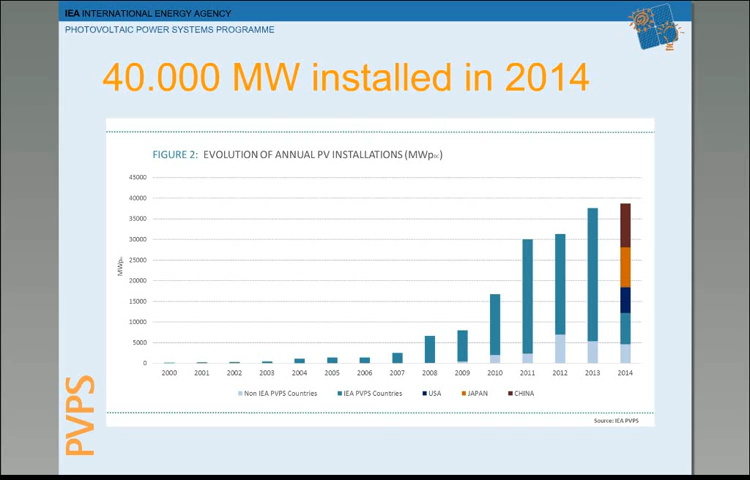 IEA INTERNATIONAL ENERGY AGENCY
PHOTOVOLTAIC POWER SYSTEMS PROGRAMME
40.000 MW installed in 2014
FIGURE 2: EVOLUTION OF ANNUAL PV INSTALLATIONS (MWpDC)
45000
40000
35000
30000
25000
20000
15000
10000
5000
0
MWpDC
2000 2001 2002 2003 2004 2005 2006 2007 2008 2009 2010 2011 2012 2013 2014
Non IEA PVPS Countries IEA PVPS Countries USA JAPAN CHINA
Source: IEA PVPS
PVPS